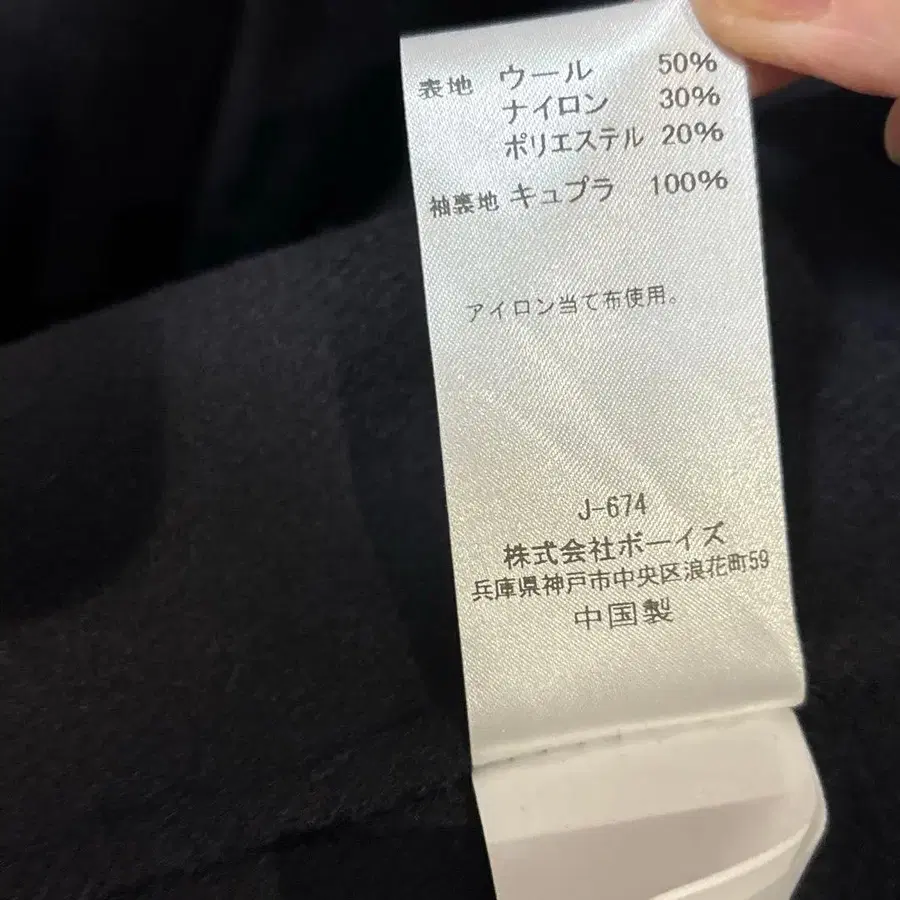 表地 ウール 50%
ナイロン 30%
ポリエステル 20%
袖裏地 キュプラ 100%
アイロン当て布使用。
J-674
株式会社ボーイズ
兵庫県神戸市中央区浪花町59
中国製